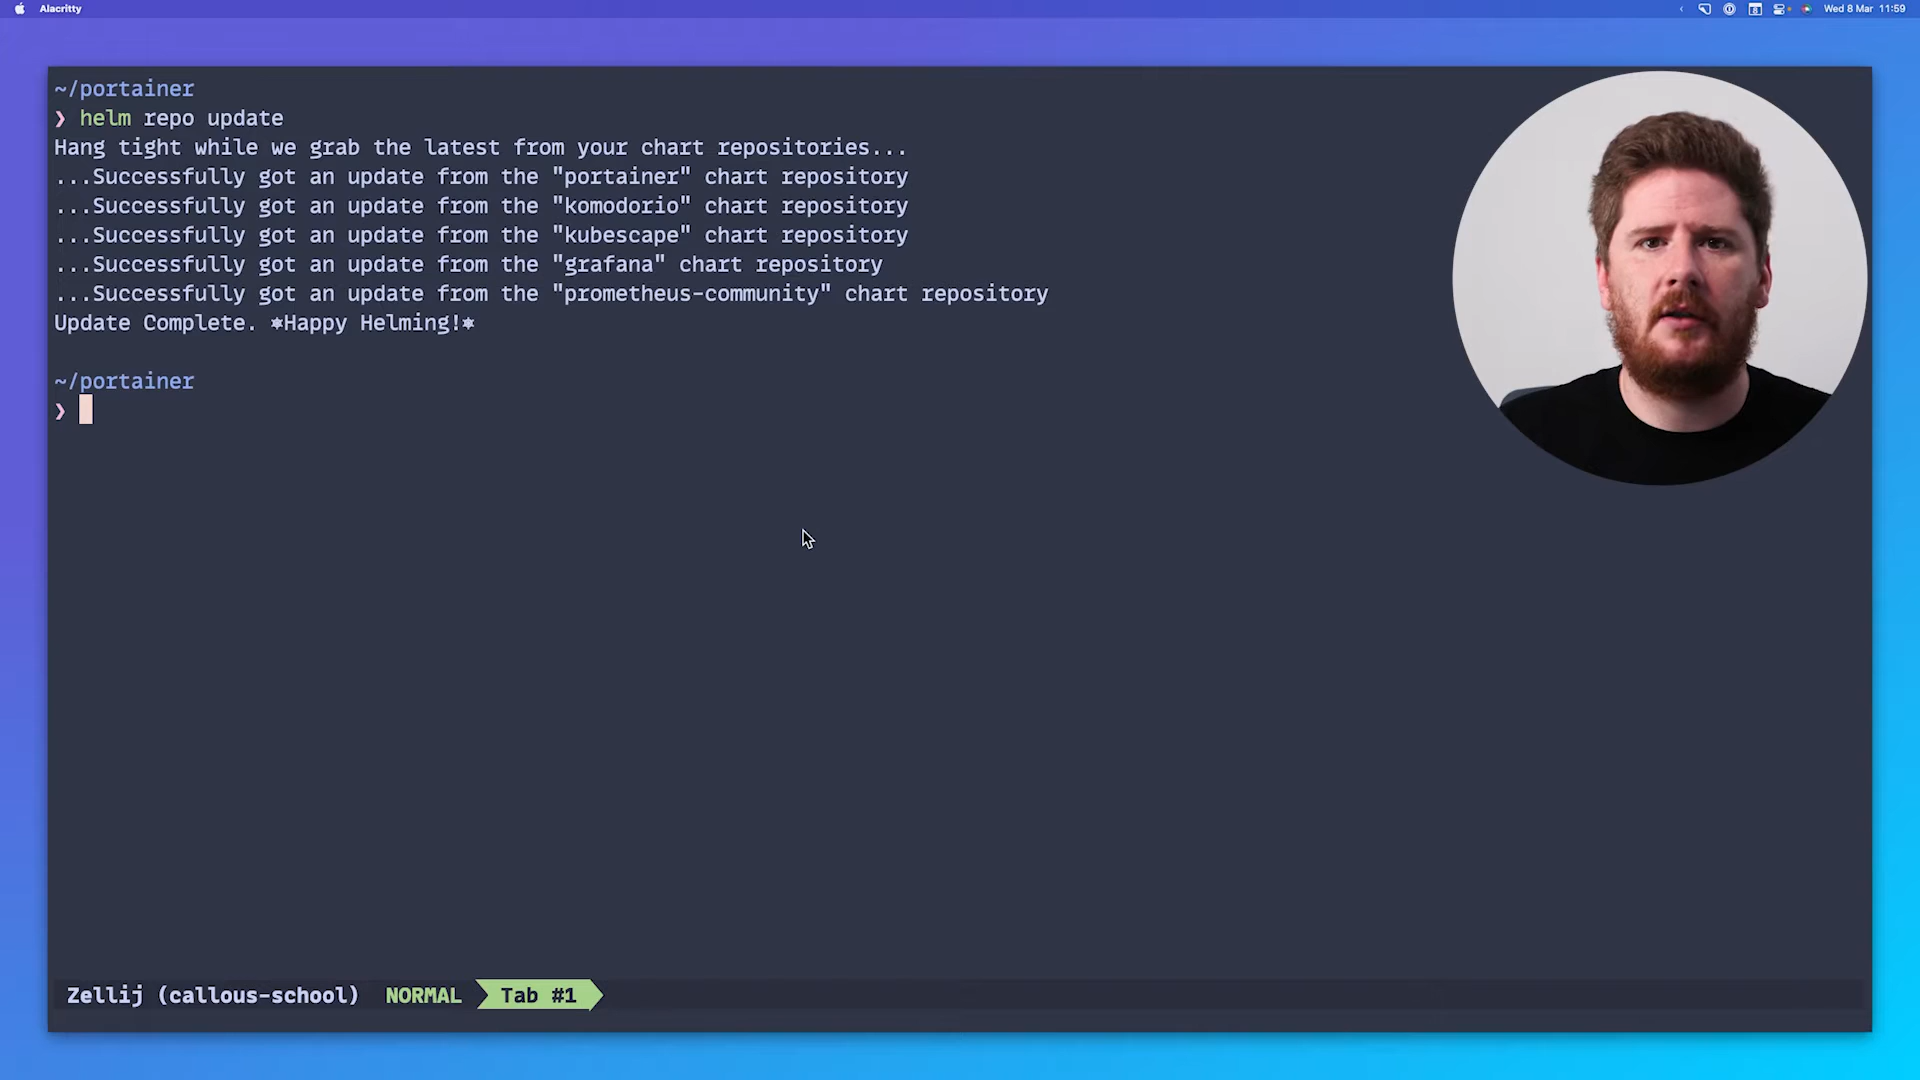 Alacritty
Wed 8 Mar 11:59
~/portainer
❯ helm repo update
Hang tight while we grab the latest from your chart repositories...
...Successfully got an update from the "portainer" chart repository
...Successfully got an update from the "komodorio" chart repository
...Successfully got an update from the "kubescape" chart repository
...Successfully got an update from the "grafana" chart repository
...Successfully got an update from the "prometheus-community" chart repository
Update Complete. ⎈Happy Helming!⎈
~/portainer
❯
Zellij (callous-school) NORMAL Tab #1